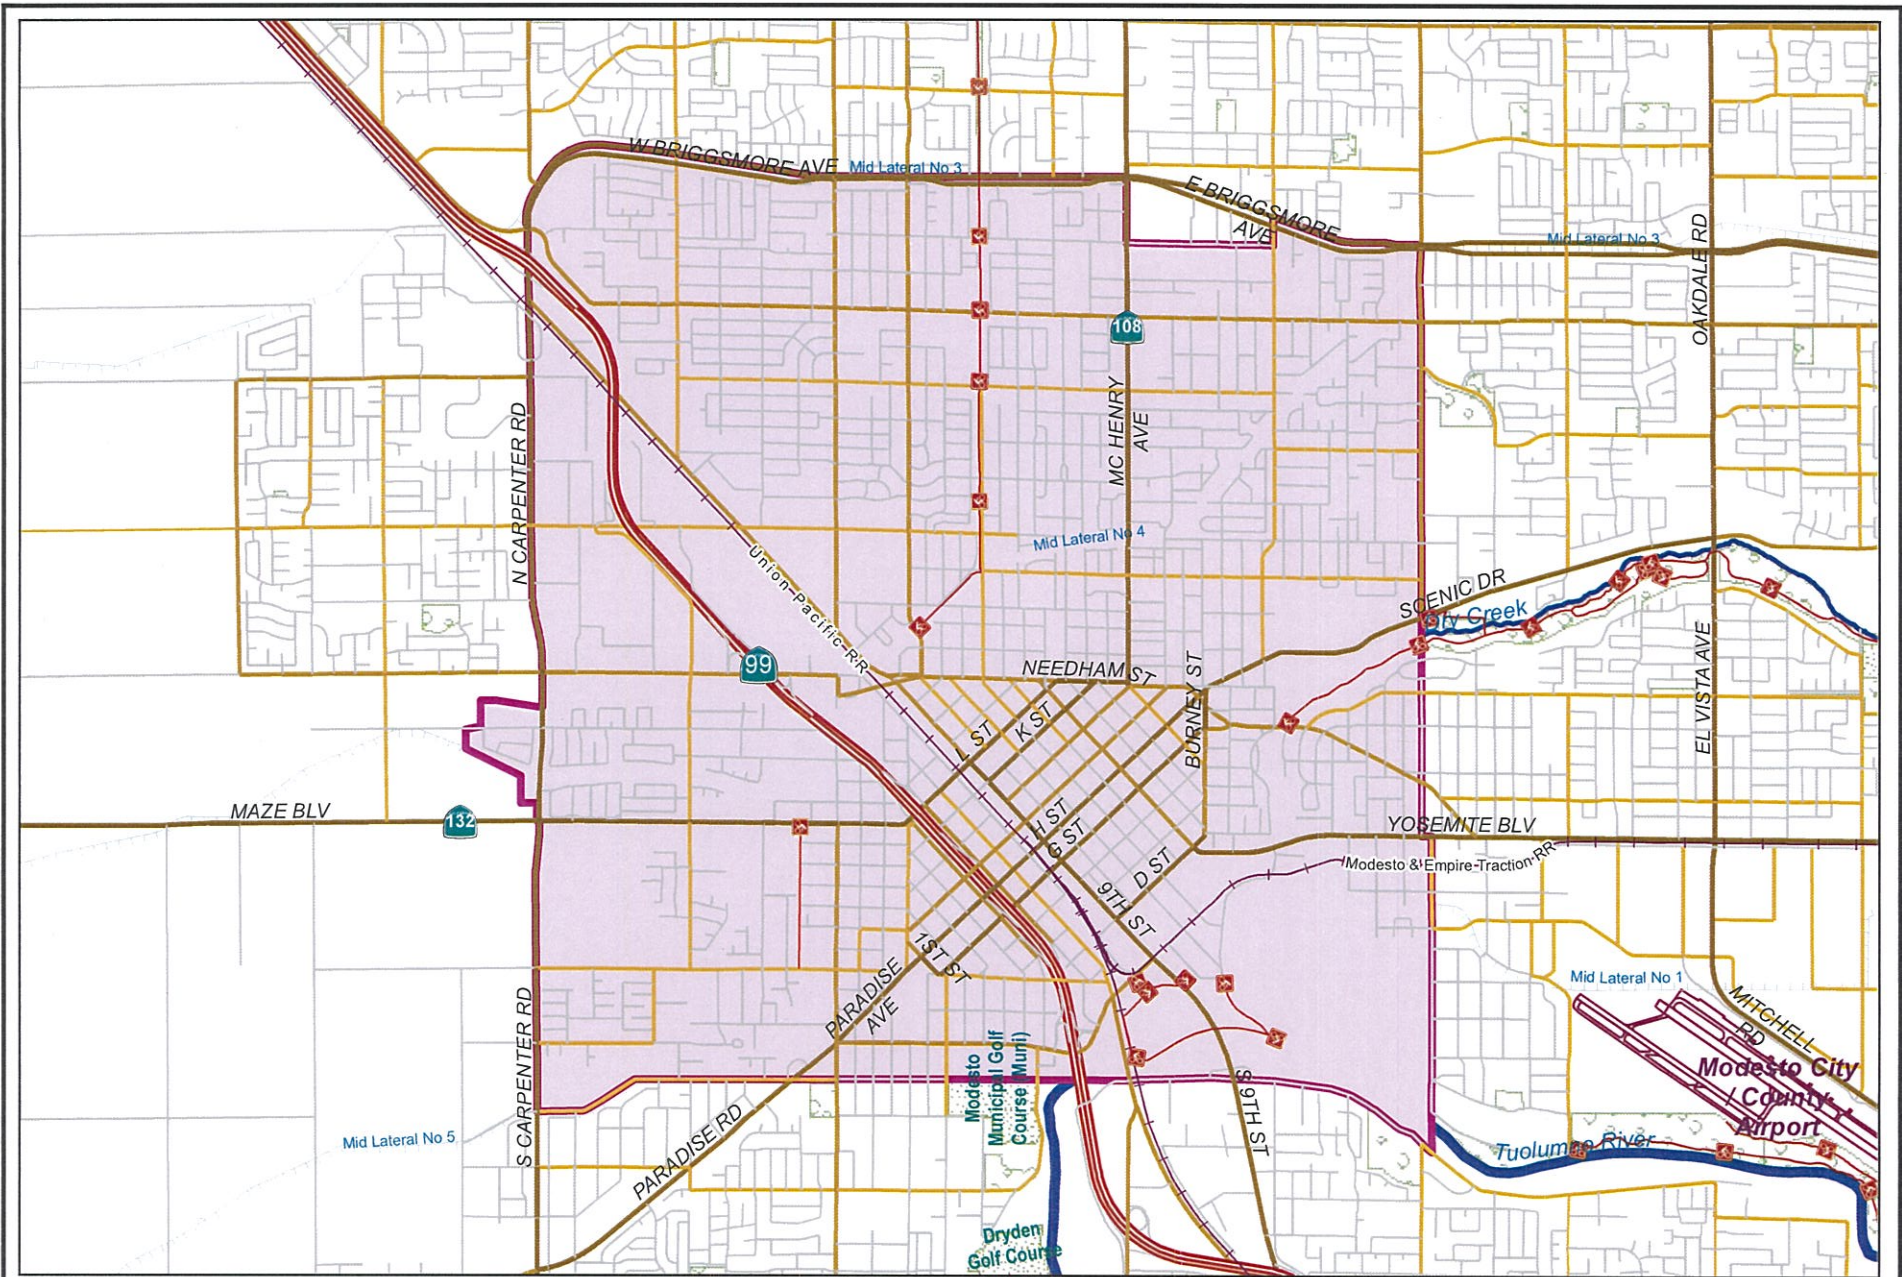 W BRIGGSMORE AVE
Mid Lateral No 3
E BRIGGSMORE
AVE
Mid Lateral No 3
OAKDALE RD
108
MC HENRY
AVE
N CARPENTER RD
Mid Lateral No 4
Union Pacific RR
SCENIC DR
Dry Creek
99
NEEDHAM ST
BURNEY ST
EL VISTA AVE
L ST
K ST
MAZE BLV
132
H ST
G ST
YOSEMITE BLV
Modesto & Empire Traction RR
D ST
9TH ST
1ST ST
PARADISE
AVE
Mid Lateral No 1
MITCHELL
RD
S CARPENTER RD
Modesto
Municipal Golf
Course (Muni)
Modesto City
/ County
Airport
S 9TH ST
PARADISE RD
Mid Lateral No 5
Tuolumne River
Dryden
Golf Course